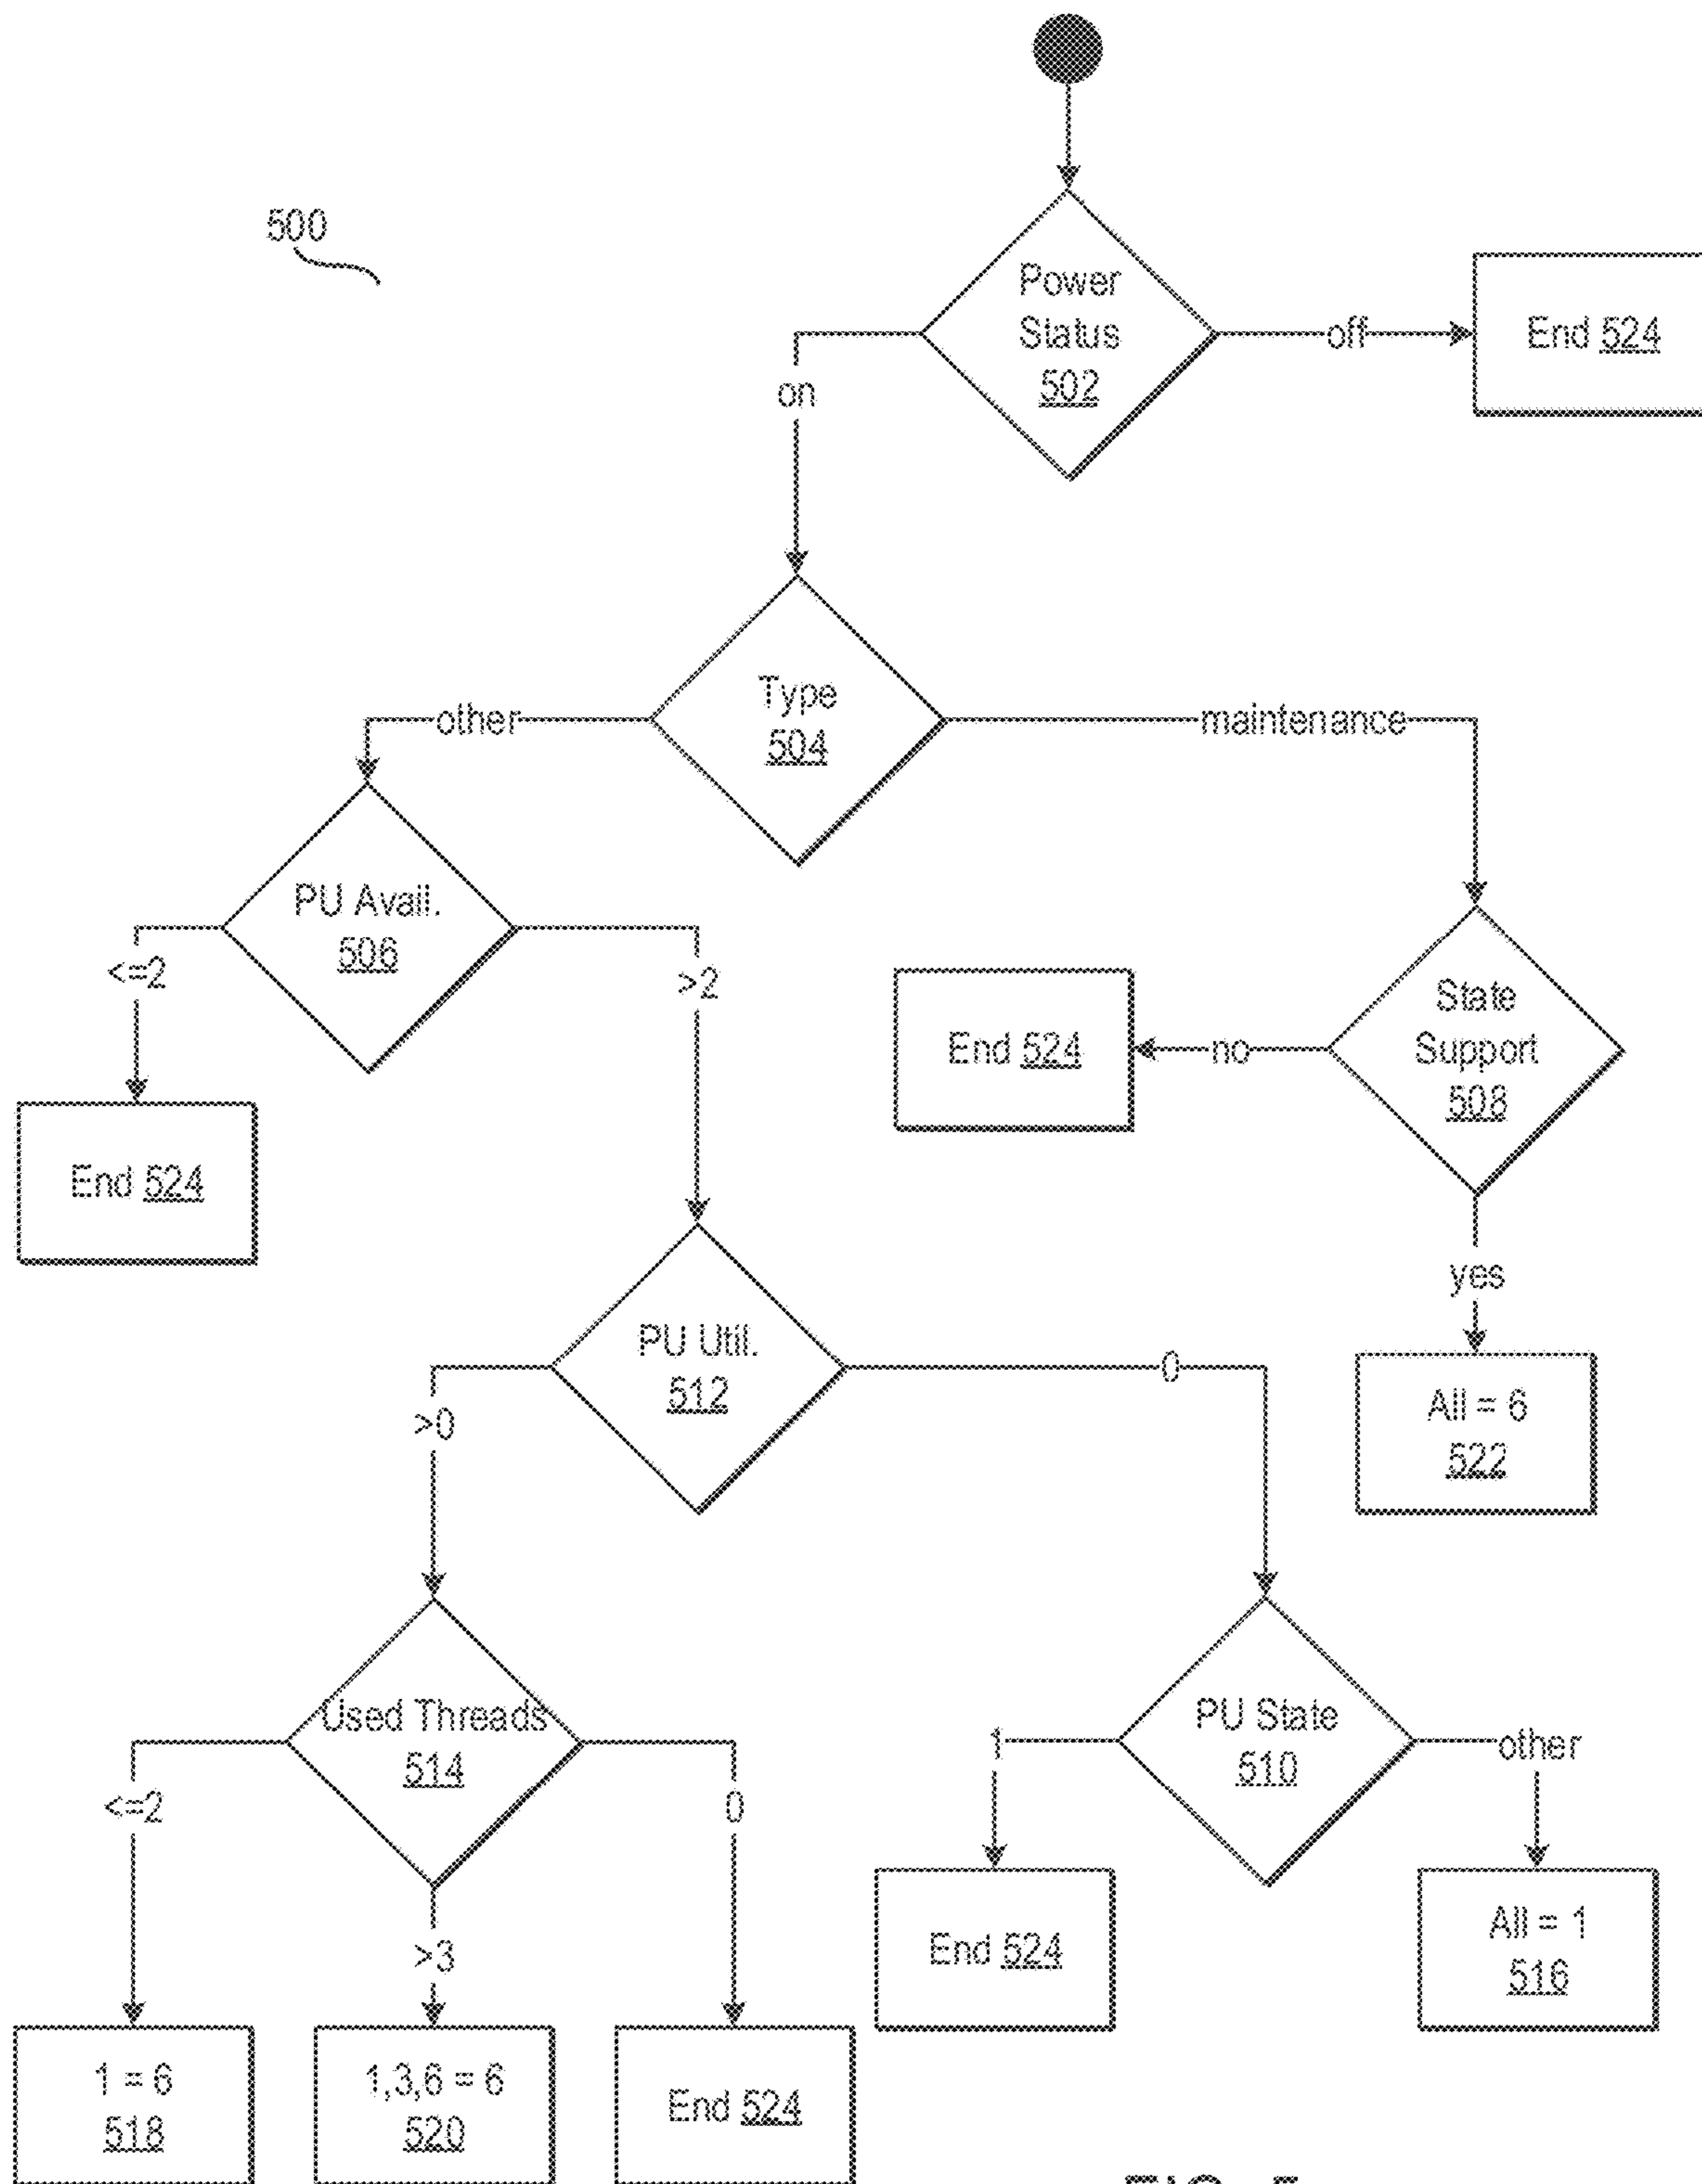 500
Power
Status
502
off
End 524
on
Type
504
other
maintenance
PU Avail.
506
<=2
>2
End 524
no
State
Support
508
End 524
yes
PU Util.
512
>0
0
All = 6
522
Used Threads
514
<=2
>3
0
PU State
510
1
other
End 524
All = 1
516
1 = 6
518
1,3,6 = 6
520
End 524